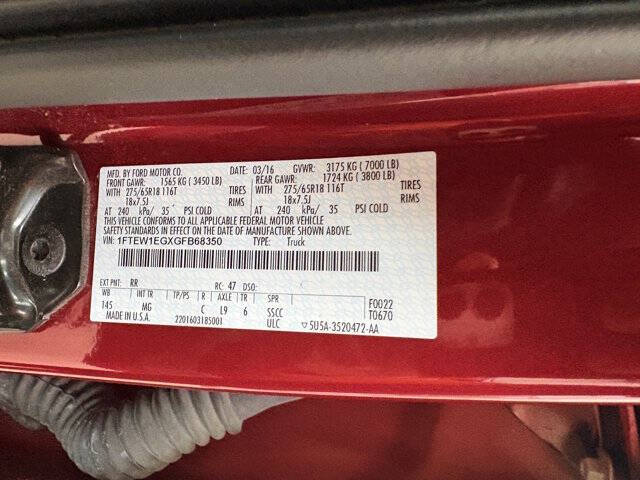 MFD. BY FORD MOTOR CO. DATE: 03/16 GVWR: 3175 KG ( 7000 LB)
FRONT GAWR: 1565 KG ( 3450 LB) REAR GAWR: 1724 KG ( 3800 LB)
WITH 275/65R18 116T TIRES WITH 275/65R18 116T TIRES
18x7.5J RIMS 18x7.5J RIMS
AT 240 kPa/ 35 PSI COLD AT 240 kPa/ 35 PSI COLD
THIS VEHICLE CONFORMS TO ALL APPLICABLE FEDERAL MOTOR VEHICLE
SAFETY STANDARDS IN EFFECT ON THE DATE OF MANUFACTURE SHOWN ABOVE.
VIN: 1FTEW1EGXGFB68350 TYPE: Truck
EXT PNT: RR RC: 47 DSO:
WB INT TR TP/PS R AXLE TR SPR F0022
145 MG C L9 6 SSCC T0670
MADE IN U.S.A. 2201603185001 ULC ▽ 5U5A-3520472-AA